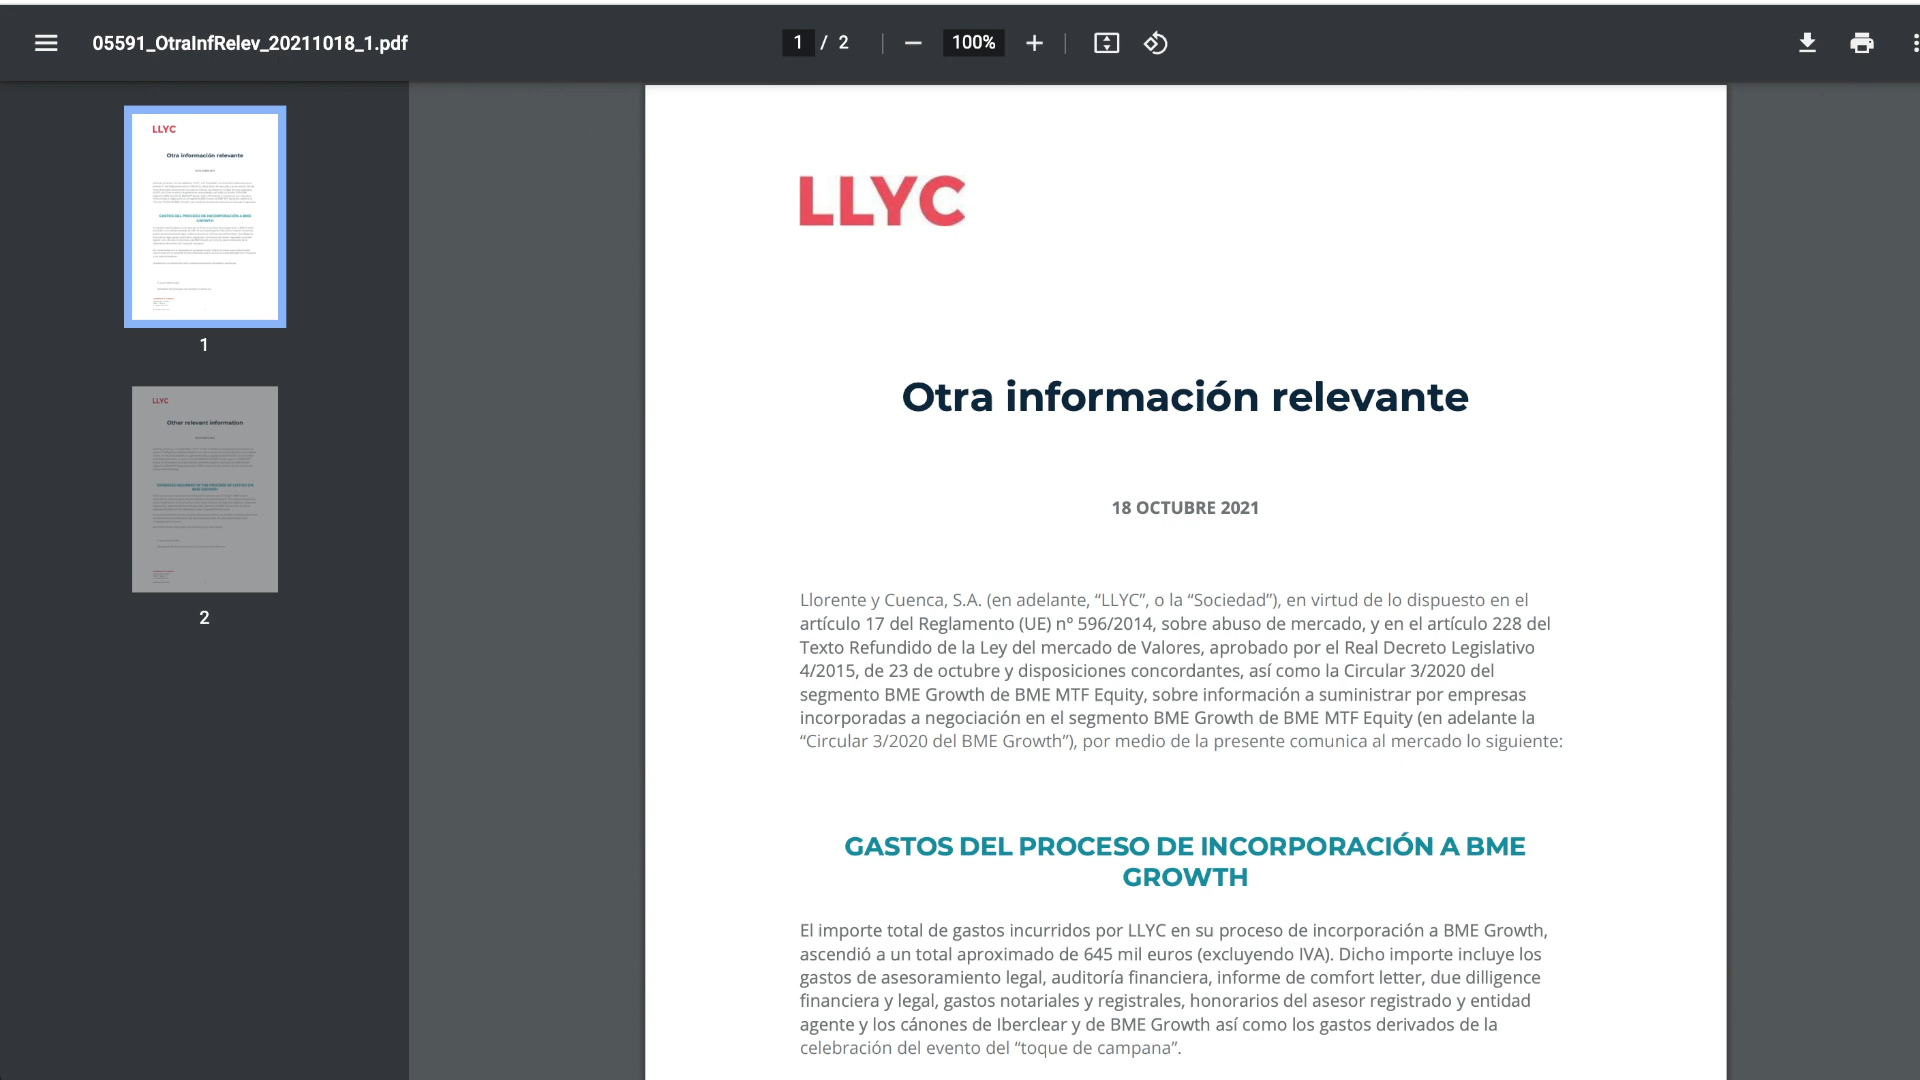 05591_OtraInfRelev_20211018_1.pdf
1 / 2
100%
LLYC
Otra información relevante
1
LLYC
Other relevant information
2
LLYC
Otra información relevante
18 OCTUBRE 2021
Llorente y Cuenca, S.A. (en adelante, “LLYC”, o la “Sociedad”), en virtud de lo dispuesto en el
artículo 17 del Reglamento (UE) nº 596/2014, sobre abuso de mercado, y en el artículo 228 del
Texto Refundido de la Ley del mercado de Valores, aprobado por el Real Decreto Legislativo
4/2015, de 23 de octubre y disposiciones concordantes, así como la Circular 3/2020 del
segmento BME Growth de BME MTF Equity, sobre información a suministrar por empresas
incorporadas a negociación en el segmento BME Growth de BME MTF Equity (en adelante la
“Circular 3/2020 del BME Growth”), por medio de la presente comunica al mercado lo siguiente:
GASTOS DEL PROCESO DE INCORPORACIÓN A BME
GROWTH
El importe total de gastos incurridos por LLYC en su proceso de incorporación a BME Growth,
ascendió a un total aproximado de 645 mil euros (excluyendo IVA). Dicho importe incluye los
gastos de asesoramiento legal, auditoría financiera, informe de comfort letter, due dilligence
financiera y legal, gastos notariales y registrales, honorarios del asesor registrado y entidad
agente y los cánones de Iberclear y de BME Growth así como los gastos derivados de la
celebración del evento del “toque de campana”.